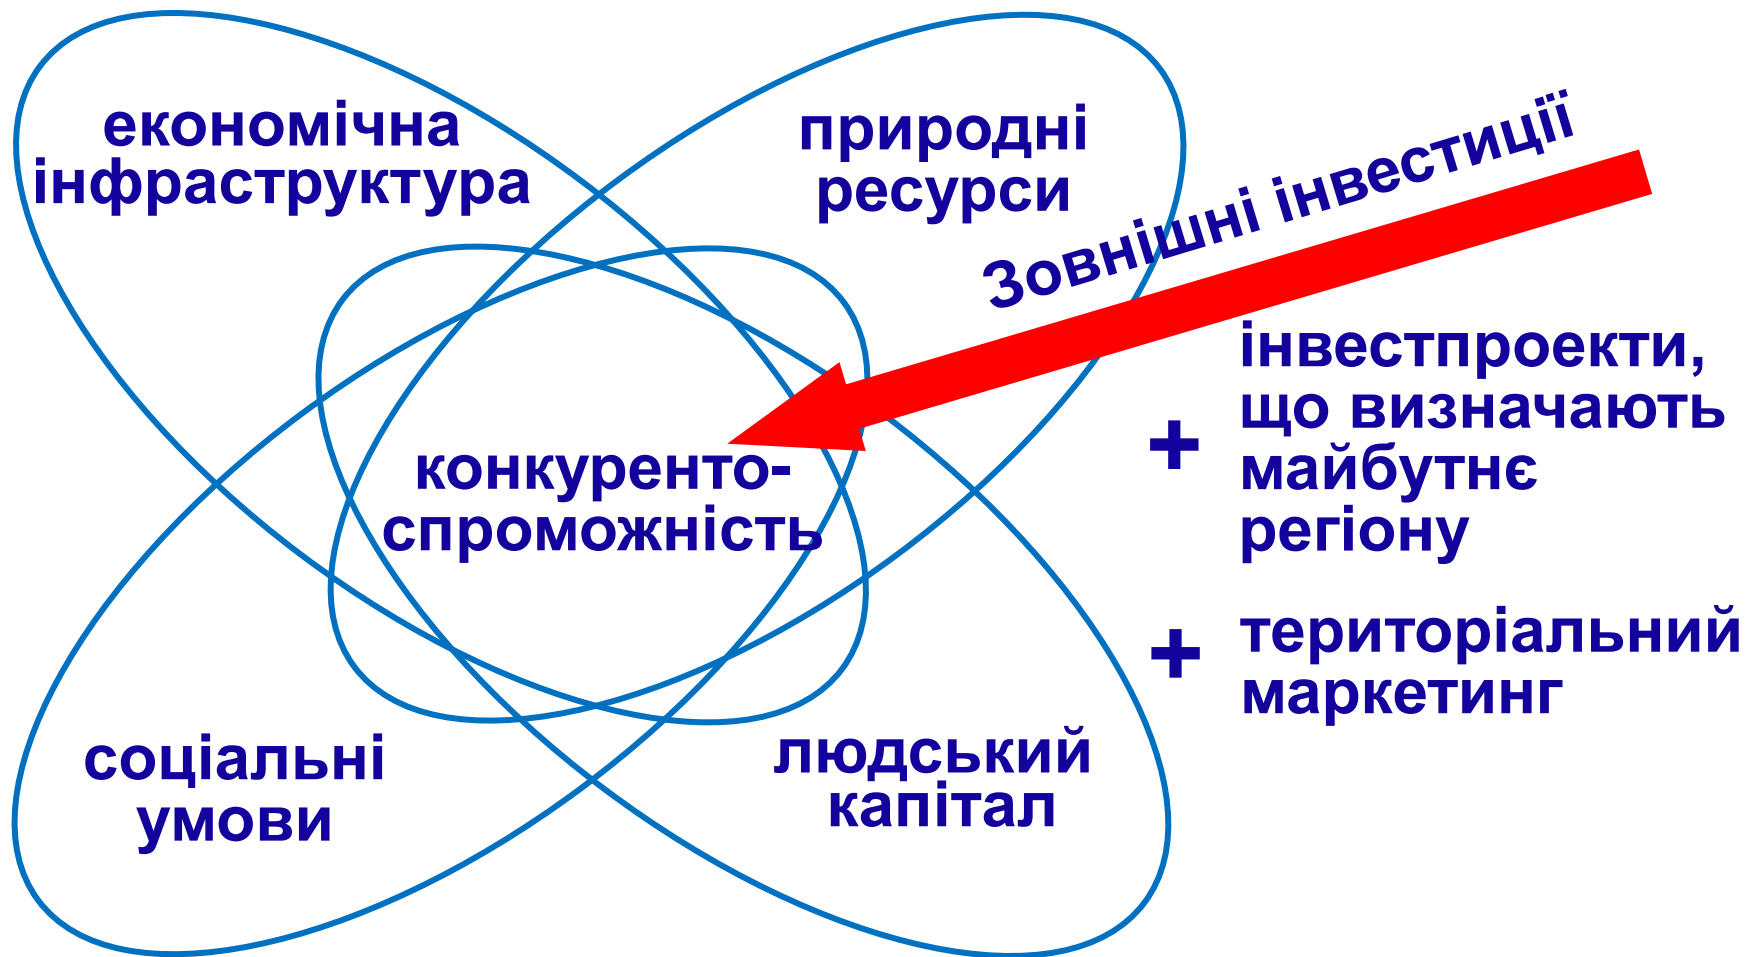 економічна
інфраструктура
природні
ресурси
Зовнішні інвестиції
конкуренто-
спроможність
+
інвестпроекти,
що визначають
майбутнє
регіону
+
територіальний
маркетинг
соціальні
умови
людський
капітал